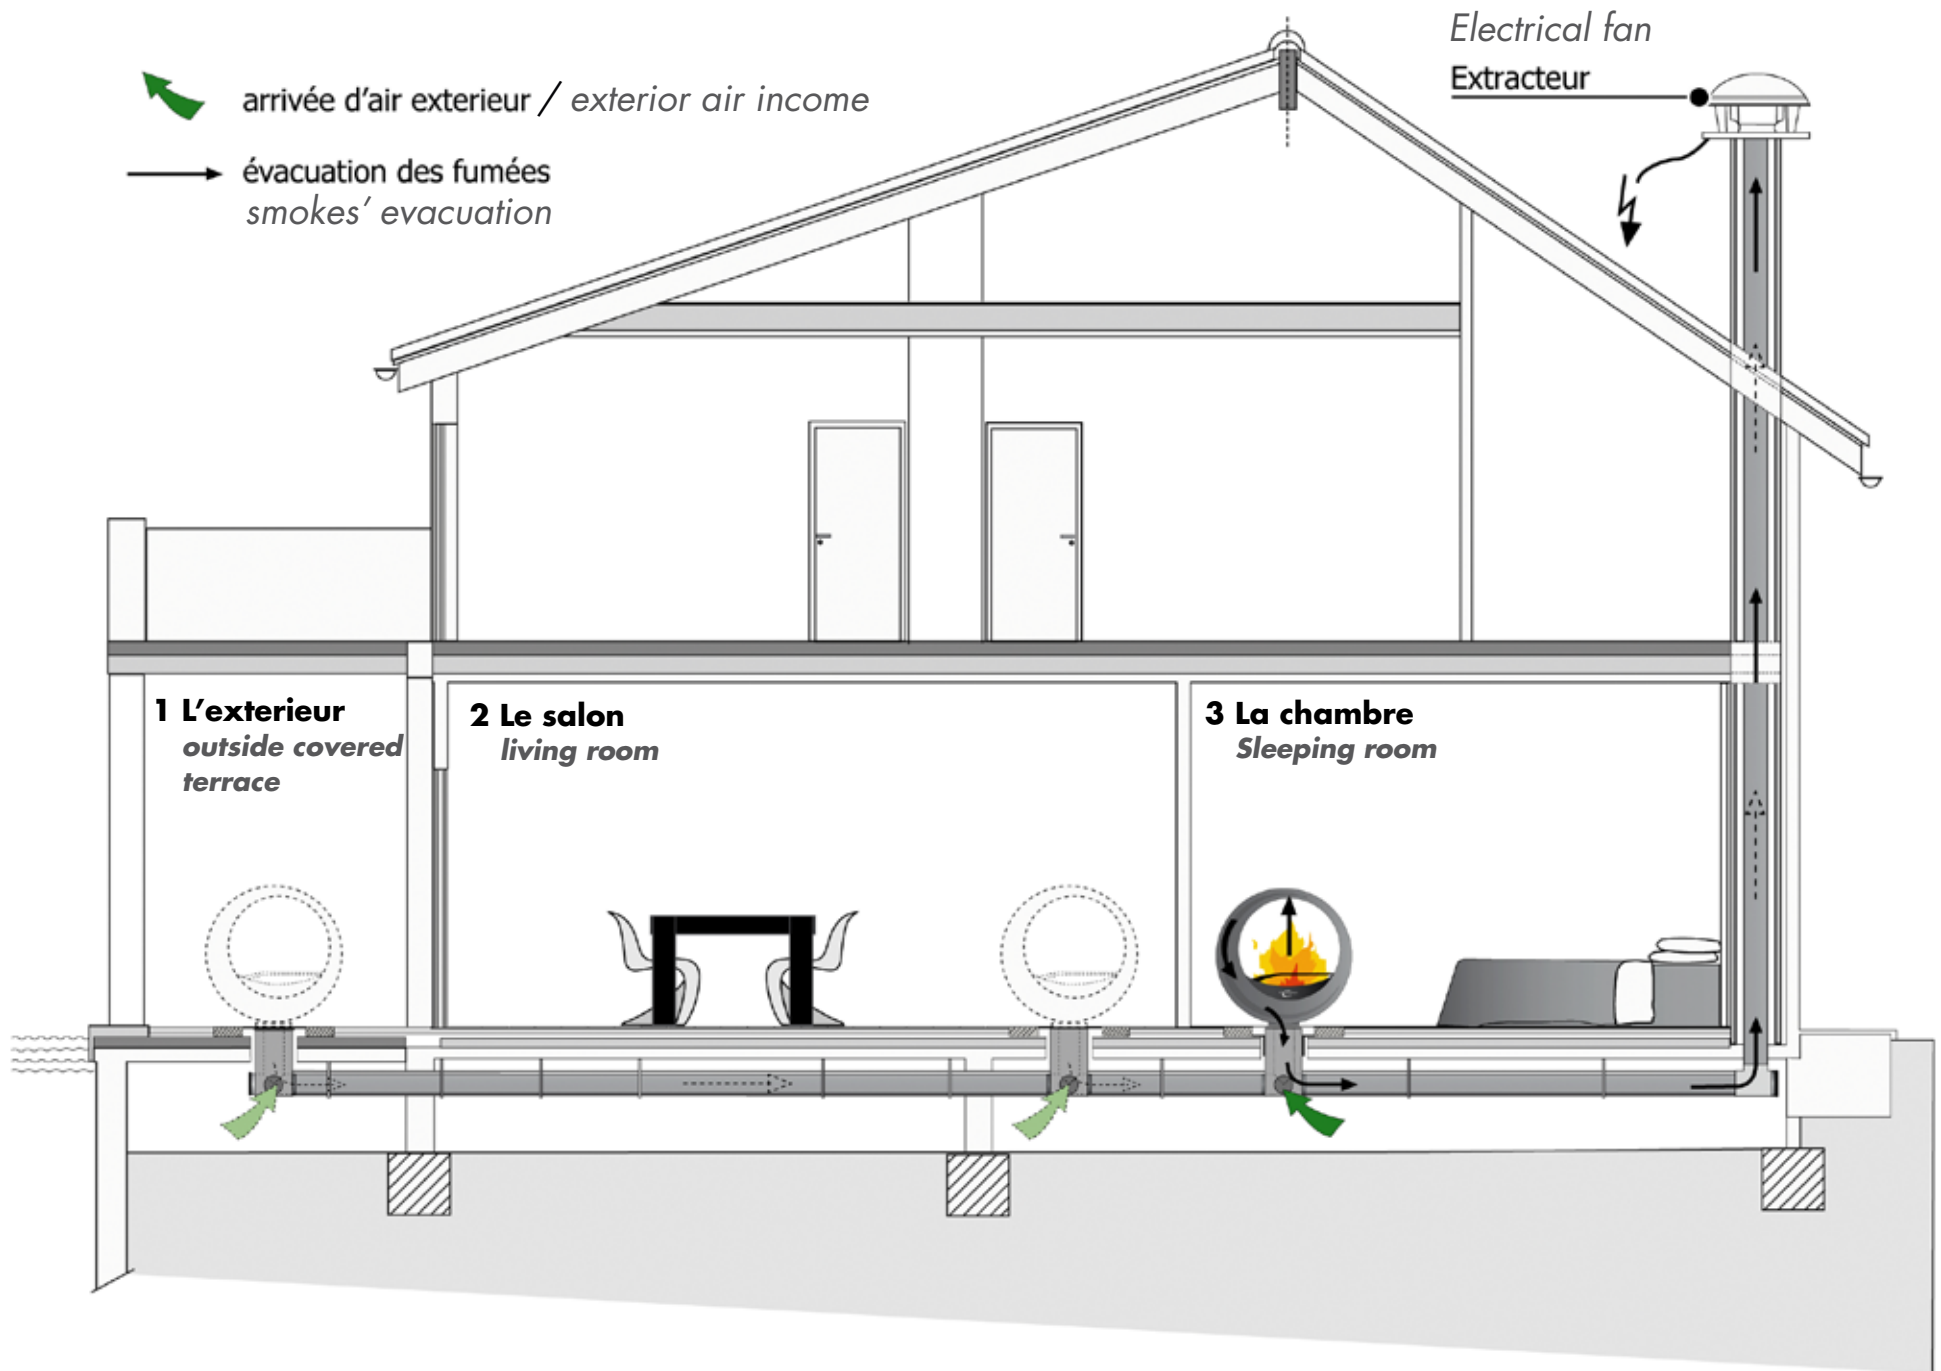 Electrical fan
Extracteur
arrivée d'air exterieur / exterior air income
évacuation des fumées
smokes' evacuation
1 L'exterieur
outside covered
terrace
2 Le salon
living room
3 La chambre
Sleeping room